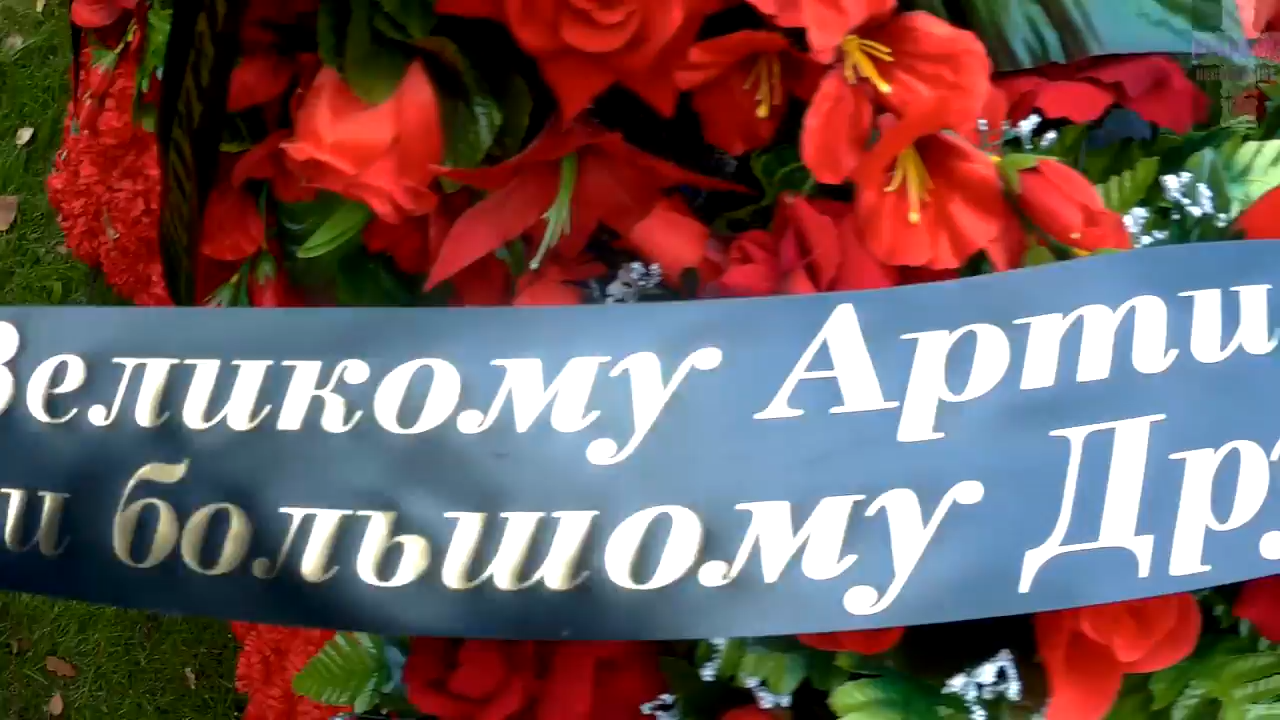 Великому Арти
и большому Др